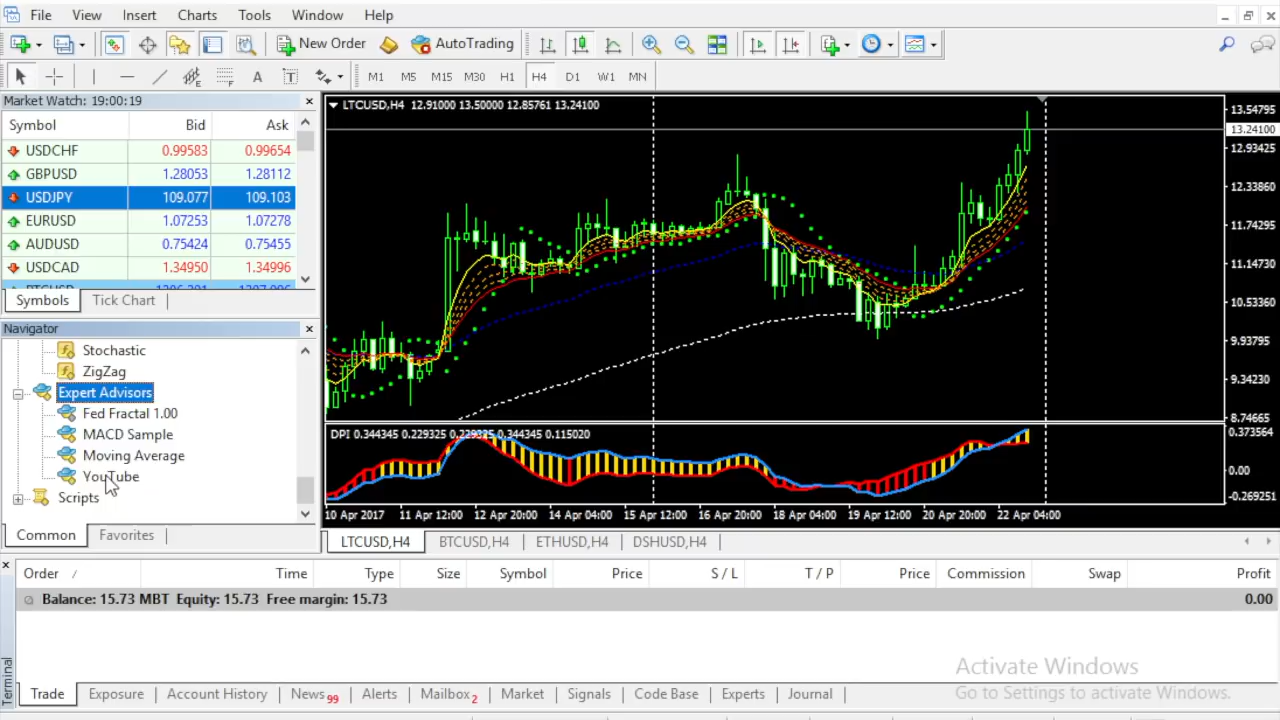 File View Insert Charts Tools Window Help
New Order AutoTrading
A T M1 M5 M15 M30 H1 H4 D1 W1 MN
Market Watch: 19:00:19
Symbol Bid Ask
USDCHF 0.99583 0.99654
GBPUSD 1.28053 1.28112
USDJPY 109.077 109.103
EURUSD 1.07253 1.07278
AUDUSD 0.75424 0.75455
USDCAD 1.34950 1.34996
Symbols Tick Chart
Navigator
Stochastic
ZigZag
Expert Advisors
Fed Fractal 1.00
MACD Sample
Moving Average
YouTube
Scripts
Common Favorites
LTCUSD,H4 12.91000 13.50000 12.85761 13.24100
13.54795
13.24100
12.93425
12.33860
11.74295
11.14730
10.53360
9.93795
9.34230
8.74665
DPI 0.344345 0.229325 0.229325 0.344345 0.115020
0.373564
0.00
-0.269251
10 Apr 2017 11 Apr 12:00 12 Apr 20:00 14 Apr 04:00 15 Apr 12:00 16 Apr 20:00 18 Apr 04:00 19 Apr 12:00 20 Apr 20:00 22 Apr 04:00
LTCUSD,H4 BTCUSD,H4 ETHUSD,H4 DSHUSD,H4
Order / Time Type Size Symbol Price S / L T / P Price Commission Swap Profit
Balance: 15.73 MBT Equity: 15.73 Free margin: 15.73 0.00
Activate Windows
Go to Settings to activate Windows.
Terminal
Trade Exposure Account History News 99 Alerts Mailbox 2 Market Signals Code Base Experts Journal